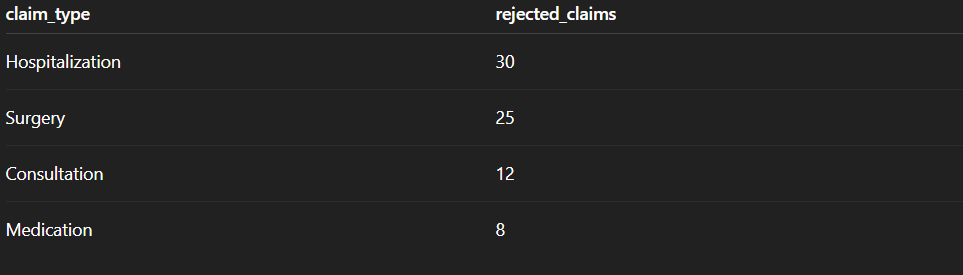 claim_type rejected_claims
Hospitalization 30
Surgery 25
Consultation 12
Medication 8